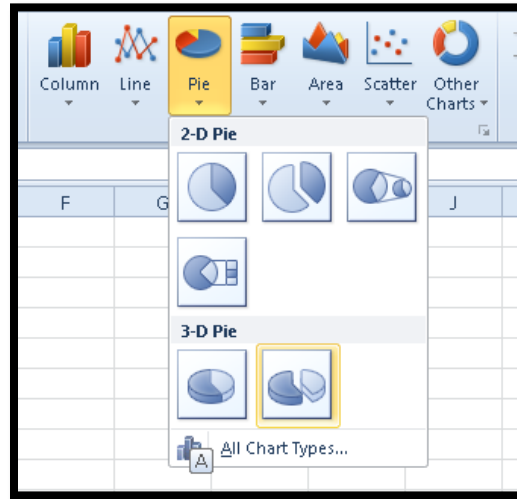 Column Line Pie Bar Area Scatter Other
Charts
2-D Pie
F G J
3-D Pie
All Chart Types...
A